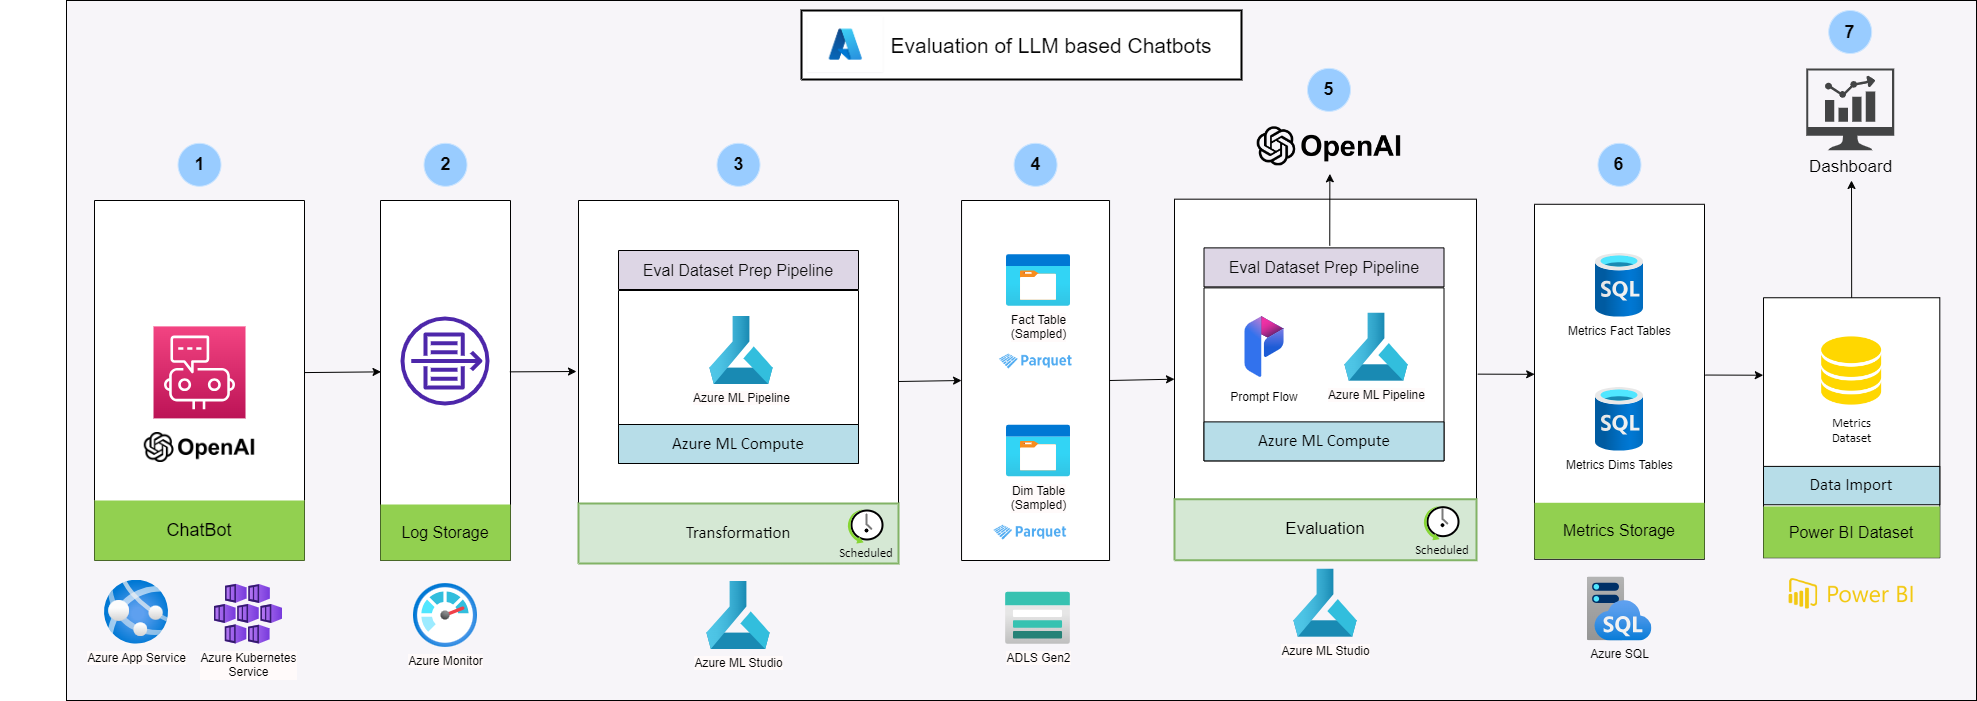 Evaluation of LLM based Chatbots
1
OpenAI
ChatBot
Azure App Service
Azure Kubernetes
Service
2
Log Storage
Azure Monitor
3
Eval Dataset Prep Pipeline
Azure ML Pipeline
Azure ML Compute
Transformation
Scheduled
Azure ML Studio
4
Fact Table
(Sampled)
Parquet
Dim Table
(Sampled)
Parquet
ADLS Gen2
5
OpenAI
Eval Dataset Prep Pipeline
Prompt Flow
Azure ML Pipeline
Azure ML Compute
Evaluation
Scheduled
Azure ML Studio
6
SQL
Metrics Fact Tables
SQL
Metrics Dims Tables
Metrics Storage
SQL
Azure SQL
7
Dashboard
Metrics
Dataset
Data Import
Power BI Dataset
Power BI